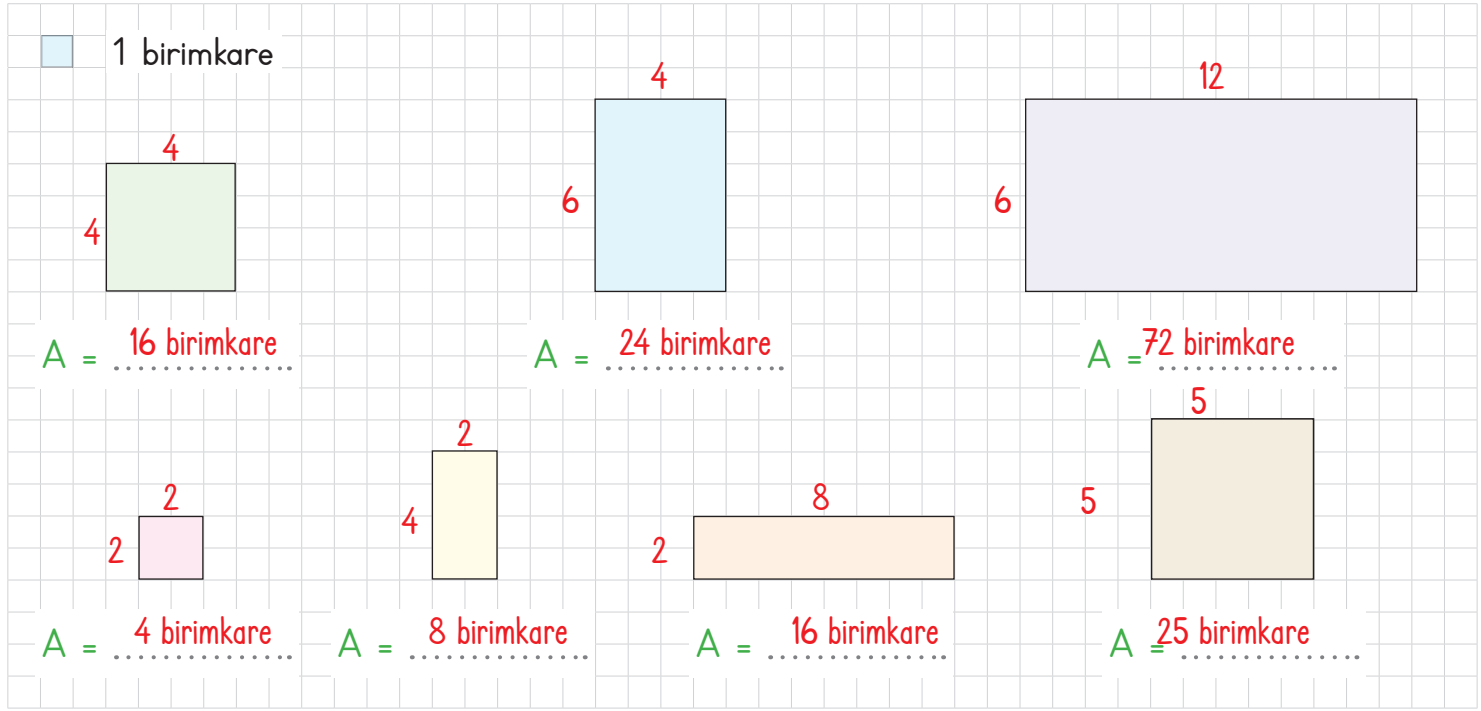 1 birimkare
4
4
A = 16 birimkare
4
6
A = 24 birimkare
12
6
A = 72 birimkare
2
2
A = 4 birimkare
2
4
A = 8 birimkare
8
2
A = 16 birimkare
5
5
A = 25 birimkare